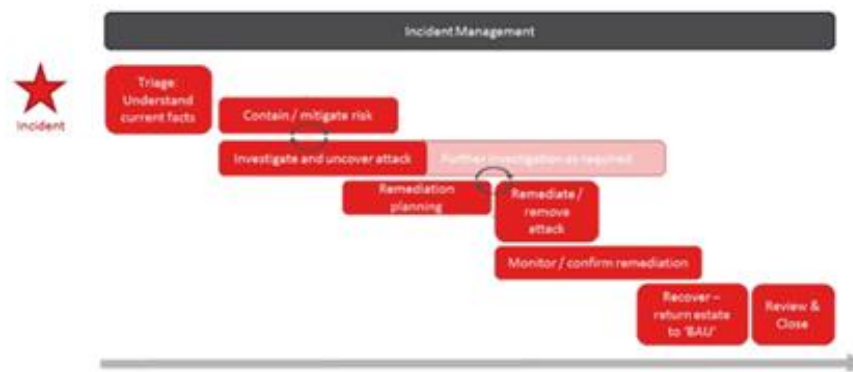 Incident Management
Incident
Triage:
Understand
current facts
Contain / mitigate risk
Investigate and uncover attack
Further investigation as required
Remediation
planning
Remediate /
remove
attack
Monitor / confirm remediation
Recover –
return estate
to 'BAU'
Review &
Close